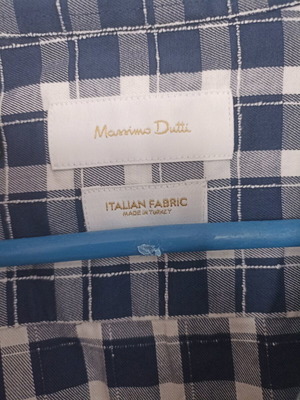 Massimo Dutti
ITALIAN FABRIC
MADE IN TURKEY